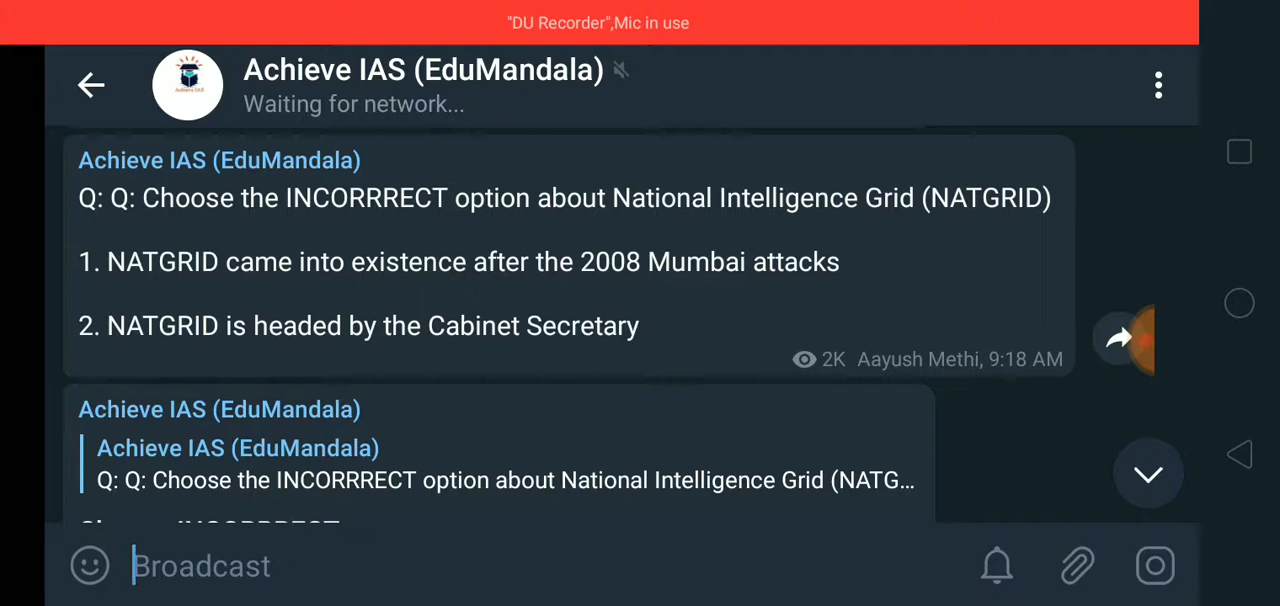 "DU Recorder",Mic in use
Achieve IAS (EduMandala)
Waiting for network...
Achieve IAS (EduMandala)
Q: Q: Choose the INCORRRECT option about National Intelligence Grid (NATGRID)
1. NATGRID came into existence after the 2008 Mumbai attacks
2. NATGRID is headed by the Cabinet Secretary
2K Aayush Methi, 9:18 AM
Achieve IAS (EduMandala)
Achieve IAS (EduMandala)
Q: Q: Choose the INCORRRECT option about National Intelligence Grid (NATG...
Broadcast